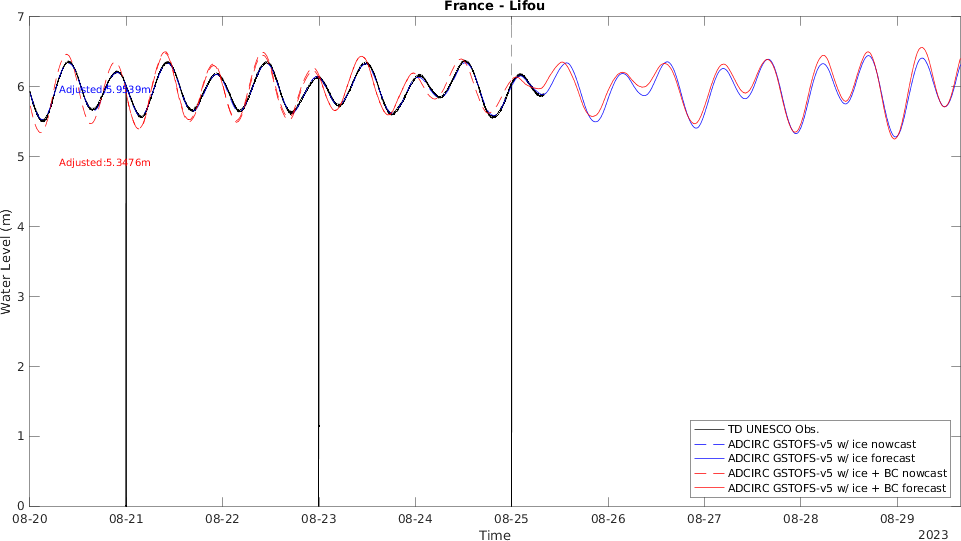 France - Lifou
7
6
5
4
3
2
1
0
Water Level (m)
Adjusted:5.9539m
Adjusted:5.3476m
TD UNESCO Obs.
ADCIRC GSTOFS-v5 w/ ice nowcast
ADCIRC GSTOFS-v5 w/ ice forecast
ADCIRC GSTOFS-v5 w/ ice + BC nowcast
ADCIRC GSTOFS-v5 w/ ice + BC forecast
08-20 08-21 08-22 08-23 08-24 08-25 08-26 08-27 08-28 08-29
Time
2023